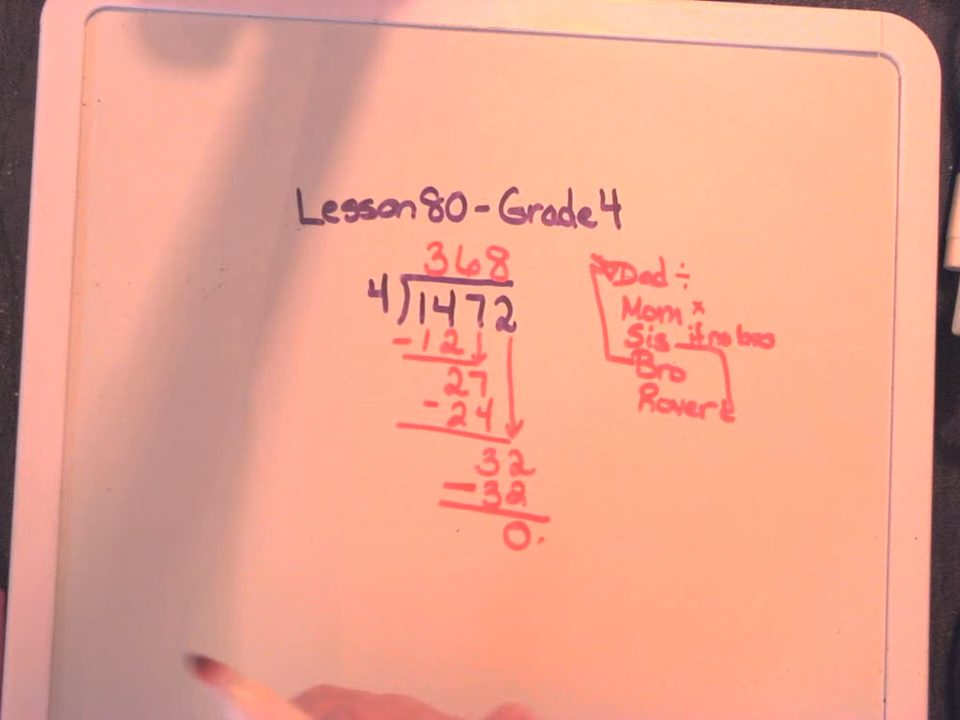 Lesson 80 - Grade 4
368
4)1472
-12
27
-24
32
-32
0.
Dad ÷
Mom x
Sis if no bro
Bro
Rover